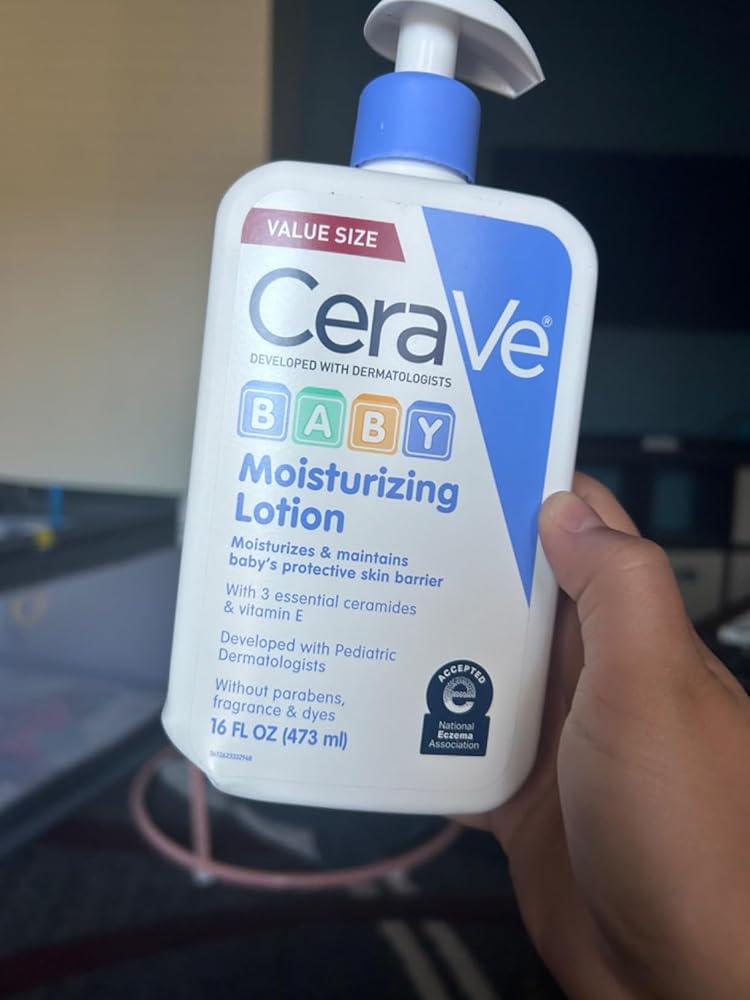 VALUE SIZE
CeraVe®
DEVELOPED WITH DERMATOLOGISTS
BABY
Moisturizing
Lotion
Moisturizes & maintains
baby's protective skin barrier
With 3 essential ceramides
& vitamin E
Developed with Pediatric
Dermatologists
Without parabens,
fragrance & dyes
16 FL OZ (473 ml)
ACCEPTED
National
Eczema
Association